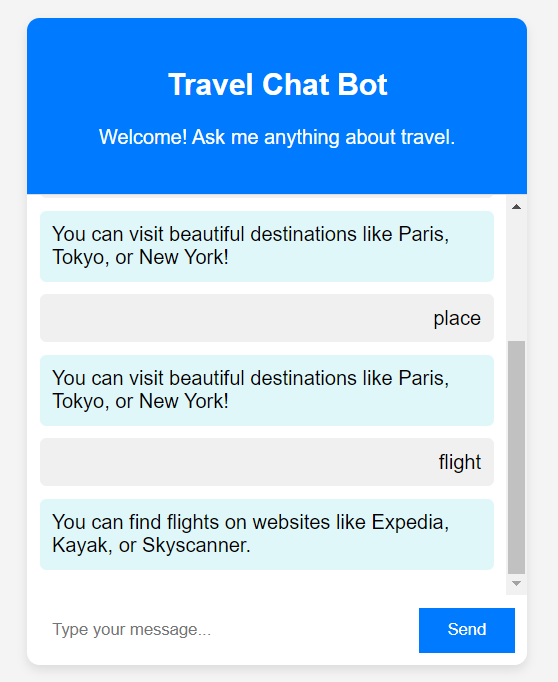 Travel Chat Bot
Welcome! Ask me anything about travel.
You can visit beautiful destinations like Paris,
Tokyo, or New York!
place
You can visit beautiful destinations like Paris,
Tokyo, or New York!
flight
You can find flights on websites like Expedia,
Kayak, or Skyscanner.
Type your message...
Send